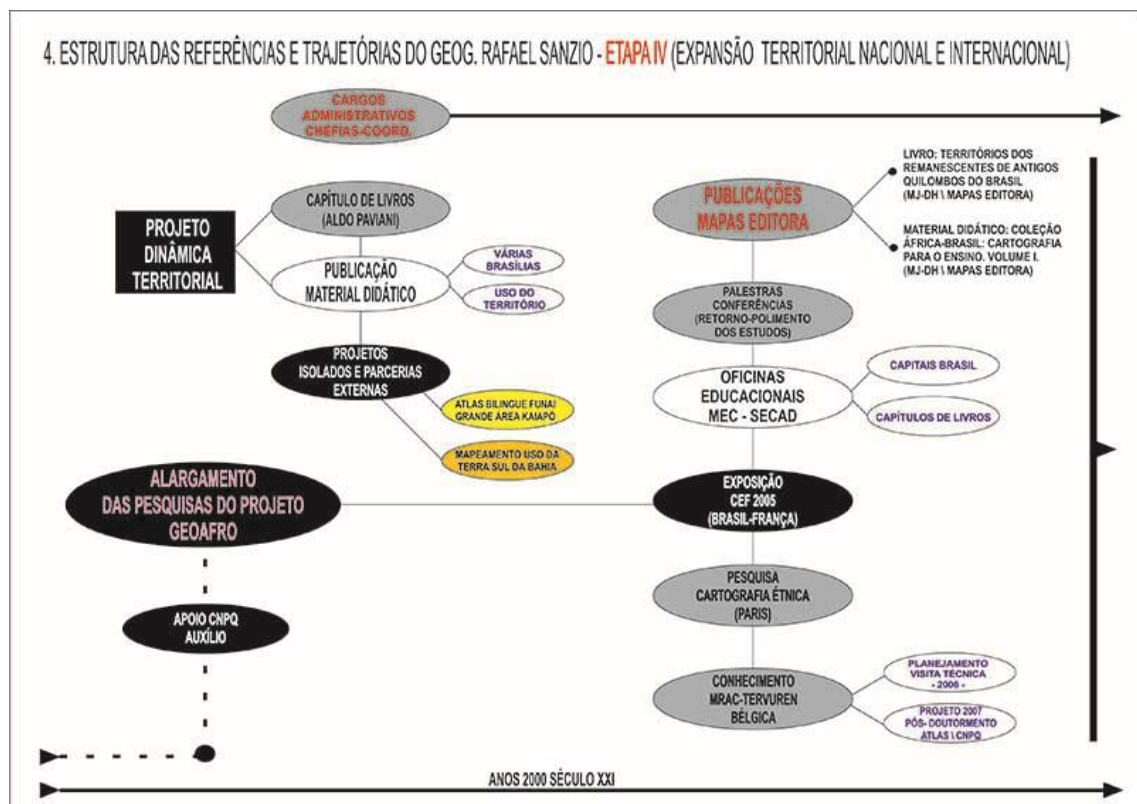 4. ESTRUTURA DAS REFERÊNCIAS E TRAJETÓRIAS DO GEOG. RAFAEL SANZIO - ETAPA IV (EXPANSÃO TERRITORIAL NACIONAL E INTERNACIONAL)
CARGOS
ADMINISTRATIVOS
CHEFIAS-COORD.
PROJETO
DINÂMICA
TERRITORIAL
CAPÍTULO DE LIVROS
(ALDO PAVIANI)
PUBLICAÇÃO
MATERIAL DIDÁTICO
VÁRIAS
BRASÍLIAS
USO DO
TERRITÓRIO
PROJETOS
ISOLADOS E PARCERIAS
EXTERNAS
ATLAS BILINGUE FUNAI
GRANDE ÁREA KAIAPÓ
MAPEAMENTO USO DA
TERRA SUL DA BAHIA
ALARGAMENTO
DAS PESQUISAS DO PROJETO
GEOAFRO
APOIO CNPQ
AUXÍLIO
PUBLICAÇÕES
MAPAS EDITORA
LIVRO: TERRITÓRIOS DOS
REMANESCENTES DE ANTIGOS
QUILOMBOS DO BRASIL
(MJ-DH \ MAPAS EDITORA)
MATERIAL DIDÁTICO: COLEÇÃO
ÁFRICA-BRASIL: CARTOGRAFIA
PARA O ENSINO. VOLUME I.
(MJ-DH \ MAPAS EDITORA)
PALESTRAS
CONFERÊNCIAS
(RETORNO-POLIMENTO
DOS ESTUDOS)
OFICINAS
EDUCACIONAIS
MEC - SECAD
CAPITAIS BRASIL
CAPÍTULOS DE LIVROS
EXPOSIÇÃO
CEF 2005
(BRASIL-FRANÇA)
PESQUISA
CARTOGRAFIA ÉTNICA
(PARIS)
CONHECIMENTO
MRAC-TERVUREN
BÉLGICA
PLANEJAMENTO
VISITA TÉCNICA
- 2006 -
PROJETO 2007
PÓS- DOUTORMENTO
ATLAS \ CNPQ
ANOS 2000 SÉCULO XXI